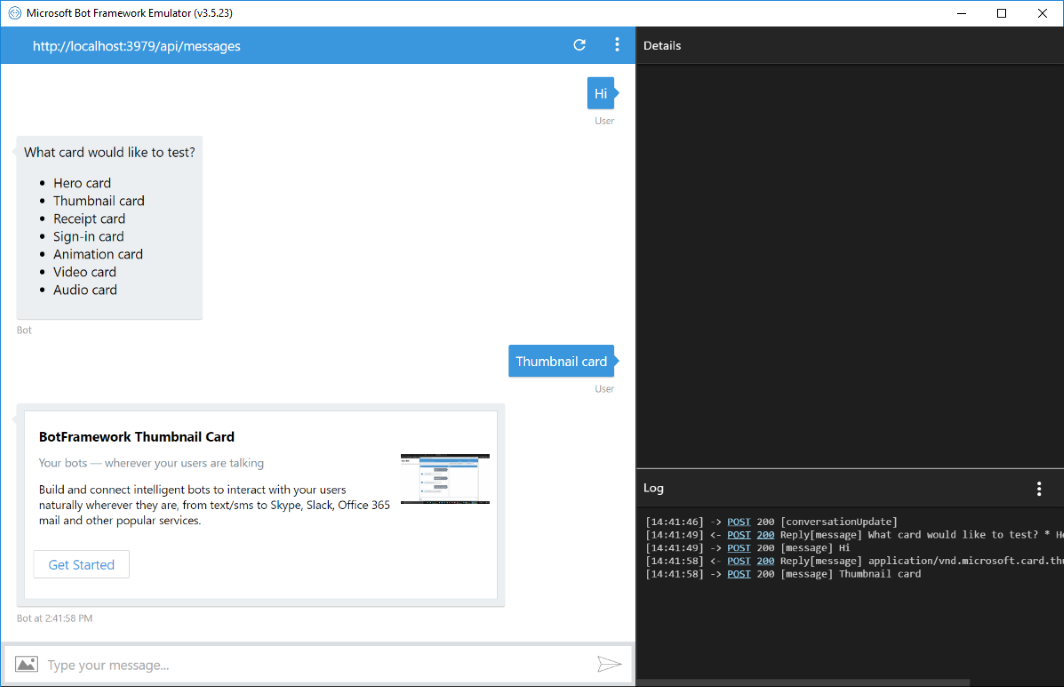 Microsoft Bot Framework Emulator (v3.5.23)
http://localhost:3979/api/messages
Hi
User
What card would like to test?
• Hero card
• Thumbnail card
• Receipt card
• Sign-in card
• Animation card
• Video card
• Audio card
Bot
Thumbnail card
User
BotFramework Thumbnail Card
Your bots — wherever your users are talking
Build and connect intelligent bots to interact with your users
naturally wherever they are, from text/sms to Skype, Slack, Office 365
mail and other popular services.
Get Started
Bot at 2:41:58 PM
Type your message...
Details
Log
[14:41:46] -> POST 200 [conversationUpdate]
[14:41:49] <- POST 200 Reply[message] What card would like to test? * He
[14:41:49] -> POST 200 [message] Hi
[14:41:58] <- POST 200 Reply[message] application/vnd.microsoft.card.thu
[14:41:58] -> POST 200 [message] Thumbnail card